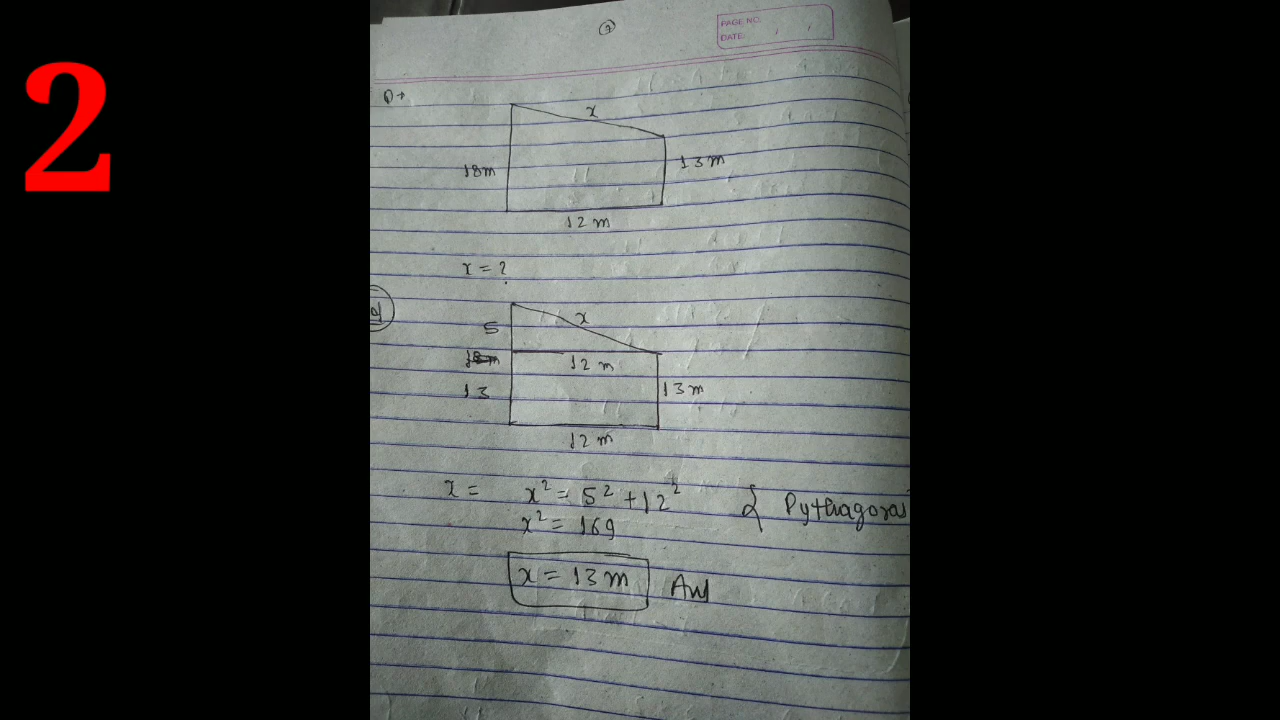 2
7
PAGE NO.
DATE:
Q→
x
18m
13m
12 m
x = ?
5
x
12 m
13
13m
12 m
x = x² = 5² + 12² { Pythagoras
x² = 169
x = 13 m Ans